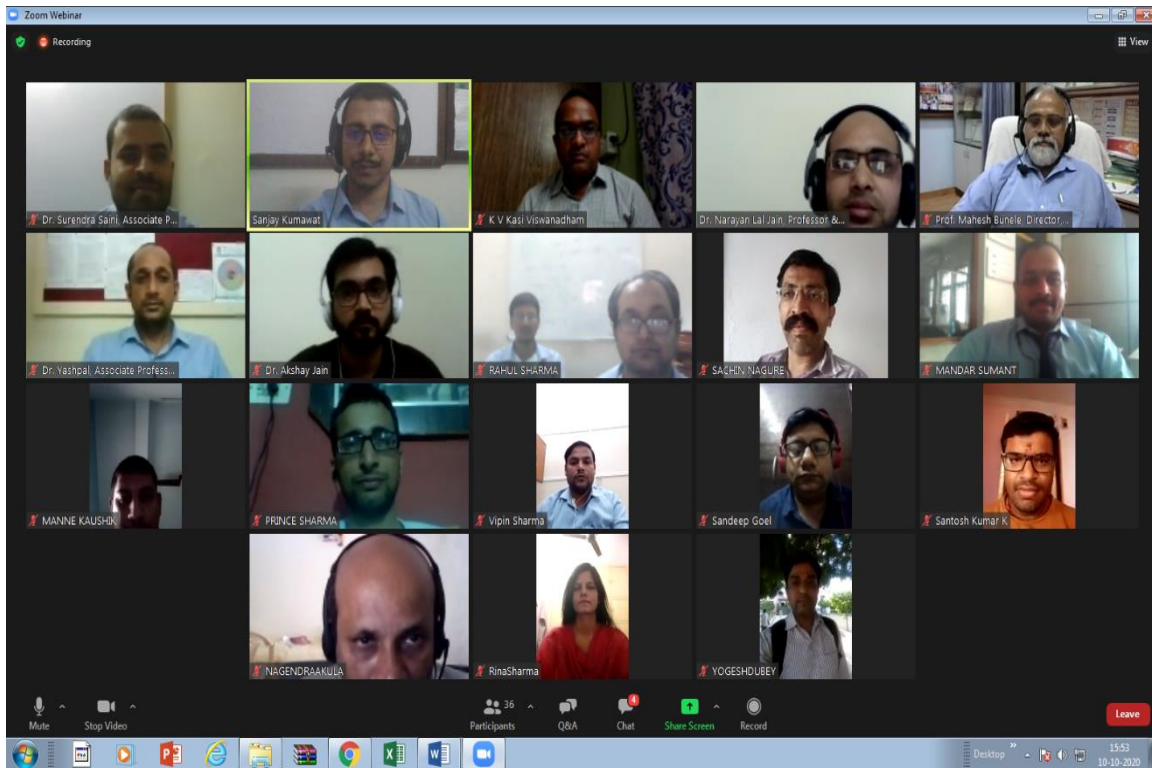 Zoom Webinar
Recording
View
Dr. Surendra Saini, Associate P...
Sanjay Kumawat
K V Kasi Viswanadham
Dr. Narayan Lal Jain, Professor &...
Prof. Mahesh Bunele, Director,...
Dr. Yashpal, Associate Profess...
Dr. Akshay Jain
RAHUL SHARMA
SACHIN NAGURE
MANDAR SUMANT
MANNE KAUSHIK
PRINCE SHARMA
Vipin Sharma
Sandeep Goel
Santosh Kumar K
NAGENDRAAKULA
RinaSharma
YOGESHDUBEY
36
4
Mute
Stop Video
Participants
Q&A
Chat
Share Screen
Record
Leave
Desktop
15:53
10-10-2020